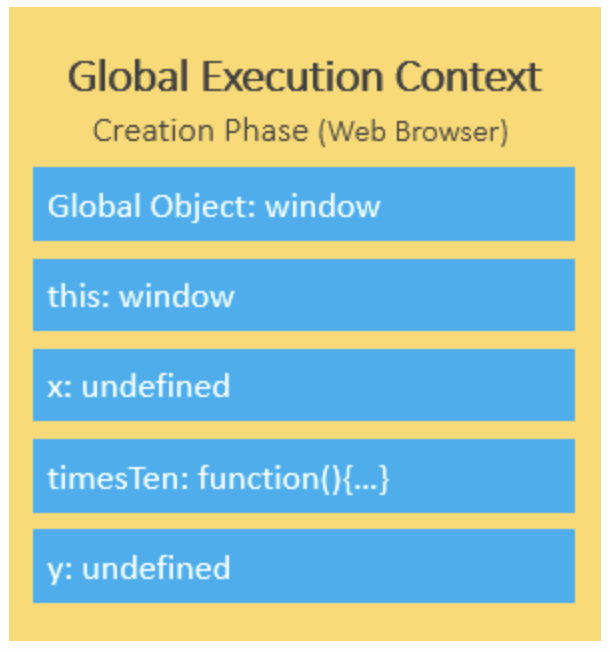 Global Execution Context
Creation Phase (Web Browser)
Global Object: window
this: window
x: undefined
timesTen: function(){...}
y: undefined